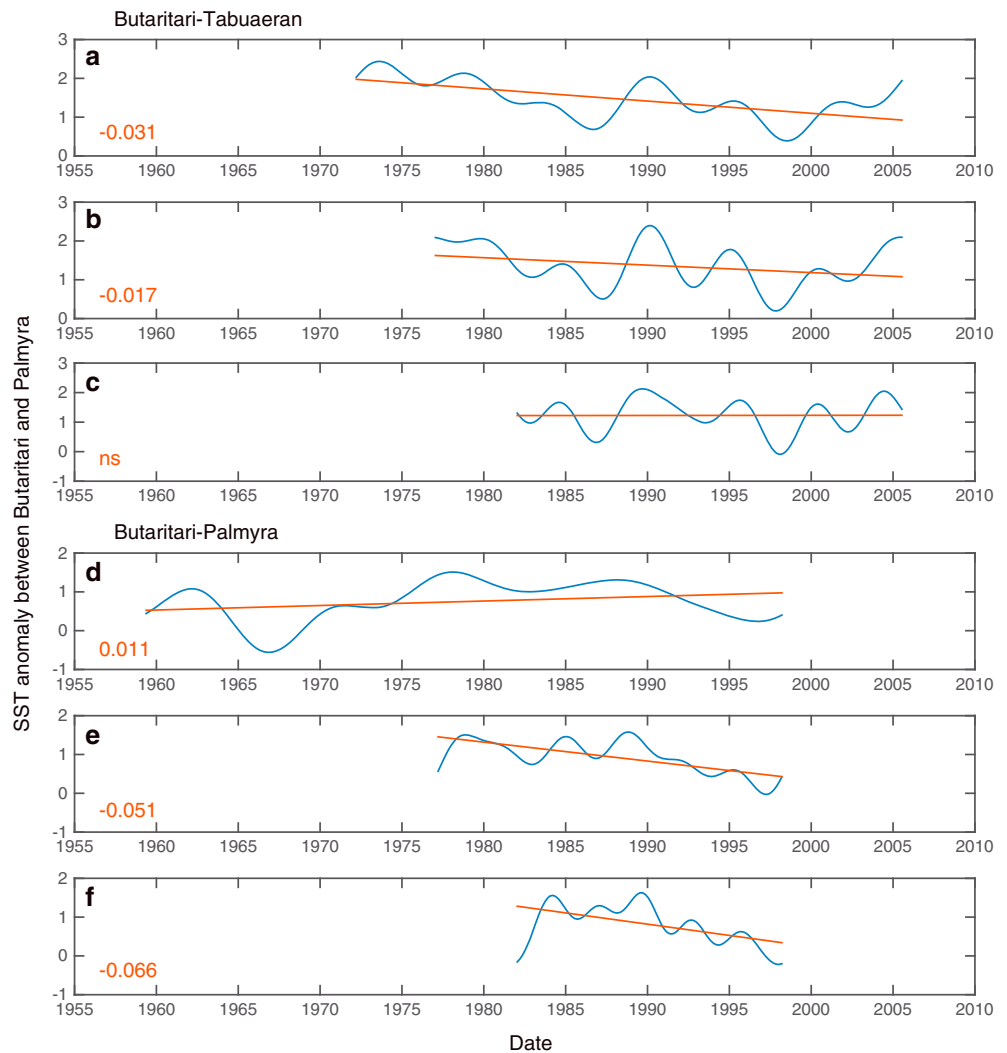 Butaritari-Tabuaeran
a
3
2
1
0
-0.031
1955 1960 1965 1970 1975 1980 1985 1990 1995 2000 2005 2010
b
3
2
1
0
-0.017
1955 1960 1965 1970 1975 1980 1985 1990 1995 2000 2005 2010
c
3
2
1
0
-1
ns
1955 1960 1965 1970 1975 1980 1985 1990 1995 2000 2005 2010
SST anomaly between Butaritari and Palmyra
Butaritari-Palmyra
d
2
1
0
-1
0.011
1955 1960 1965 1970 1975 1980 1985 1990 1995 2000 2005 2010
e
2
1
0
-1
-0.051
1955 1960 1965 1970 1975 1980 1985 1990 1995 2000 2005 2010
f
2
1
0
-1
-0.066
1955 1960 1965 1970 1975 1980 1985 1990 1995 2000 2005 2010
Date